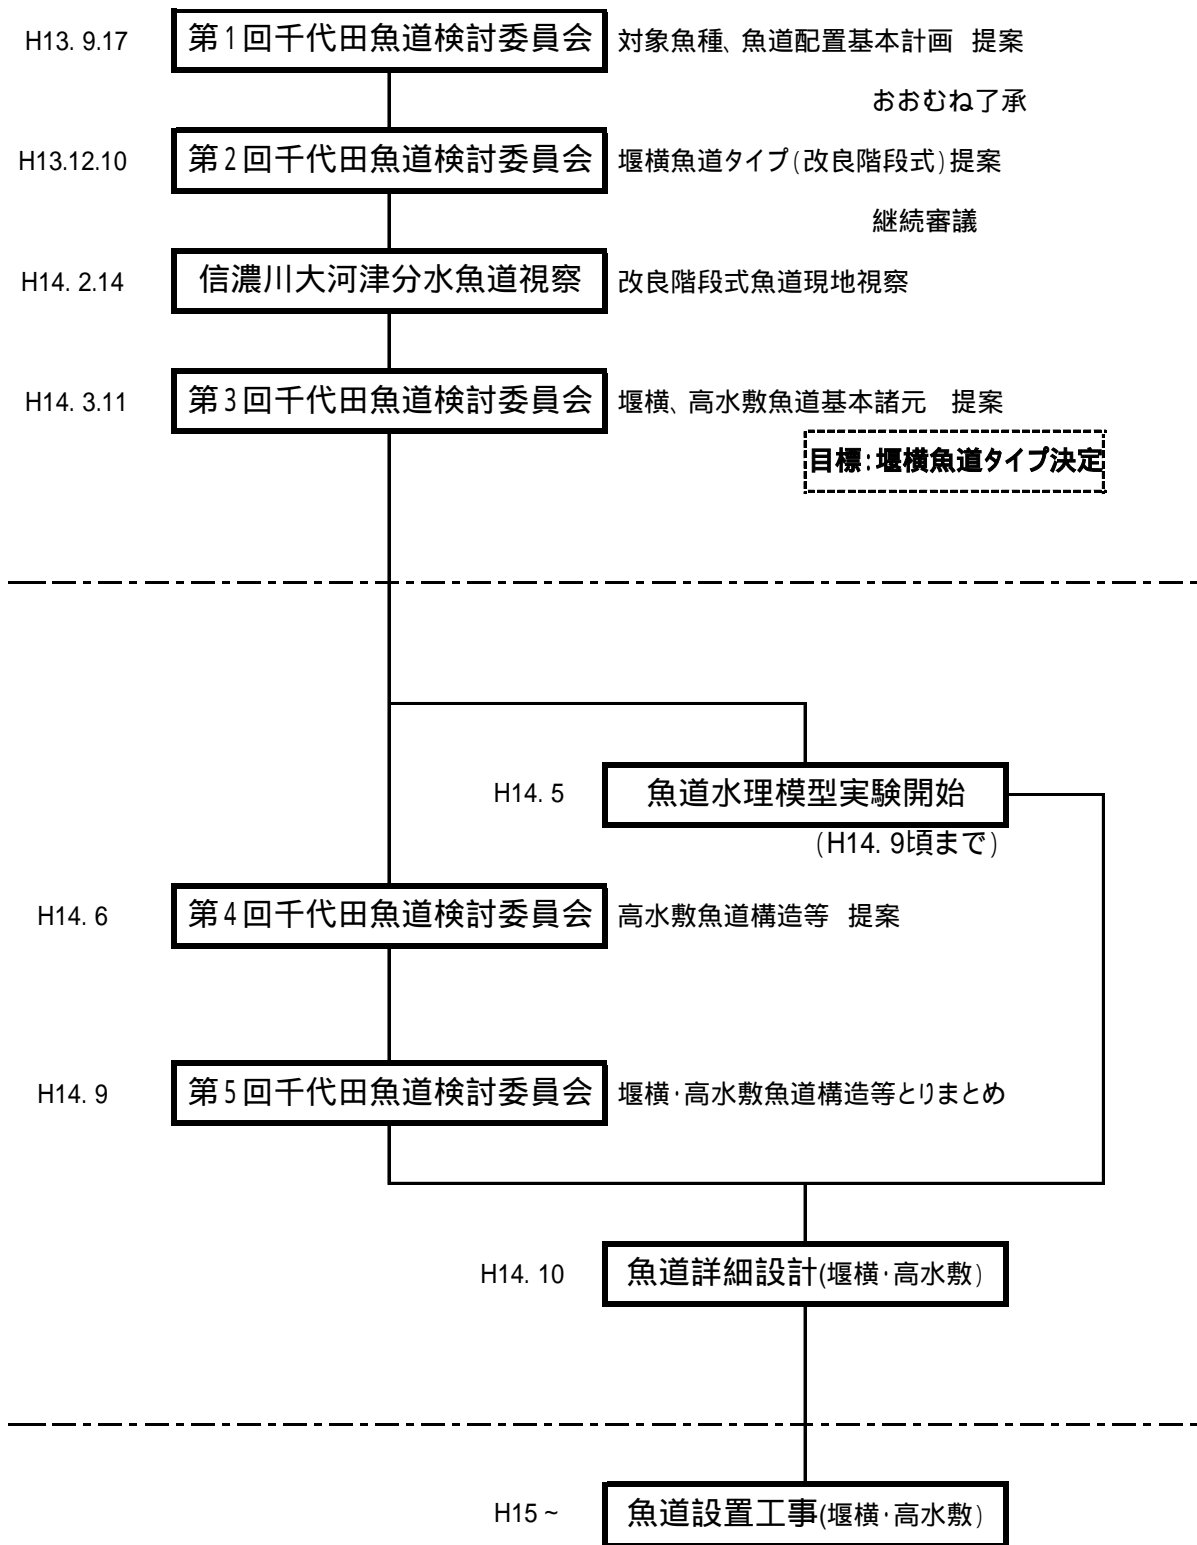 H13. 9.17 第1回千代田魚道検討委員会 対象魚種、魚道配置基本計画 提案
おおむね了承
H13.12.10 第2回千代田魚道検討委員会 堰横魚道タイプ(改良階段式)提案
継続審議
H14. 2.14 信濃川大河津分水魚道視察 改良階段式魚道現地視察
H14. 3.11 第3回千代田魚道検討委員会 堰横、高水敷魚道基本諸元 提案
目標:堰横魚道タイプ決定
H14. 5 魚道水理模型実験開始
(H14. 9頃まで)
H14. 6 第4回千代田魚道検討委員会 高水敷魚道構造等 提案
H14. 9 第5回千代田魚道検討委員会 堰横・高水敷魚道構造等とりまとめ
H14. 10 魚道詳細設計(堰横・高水敷)
H15 ~ 魚道設置工事(堰横・高水敷)